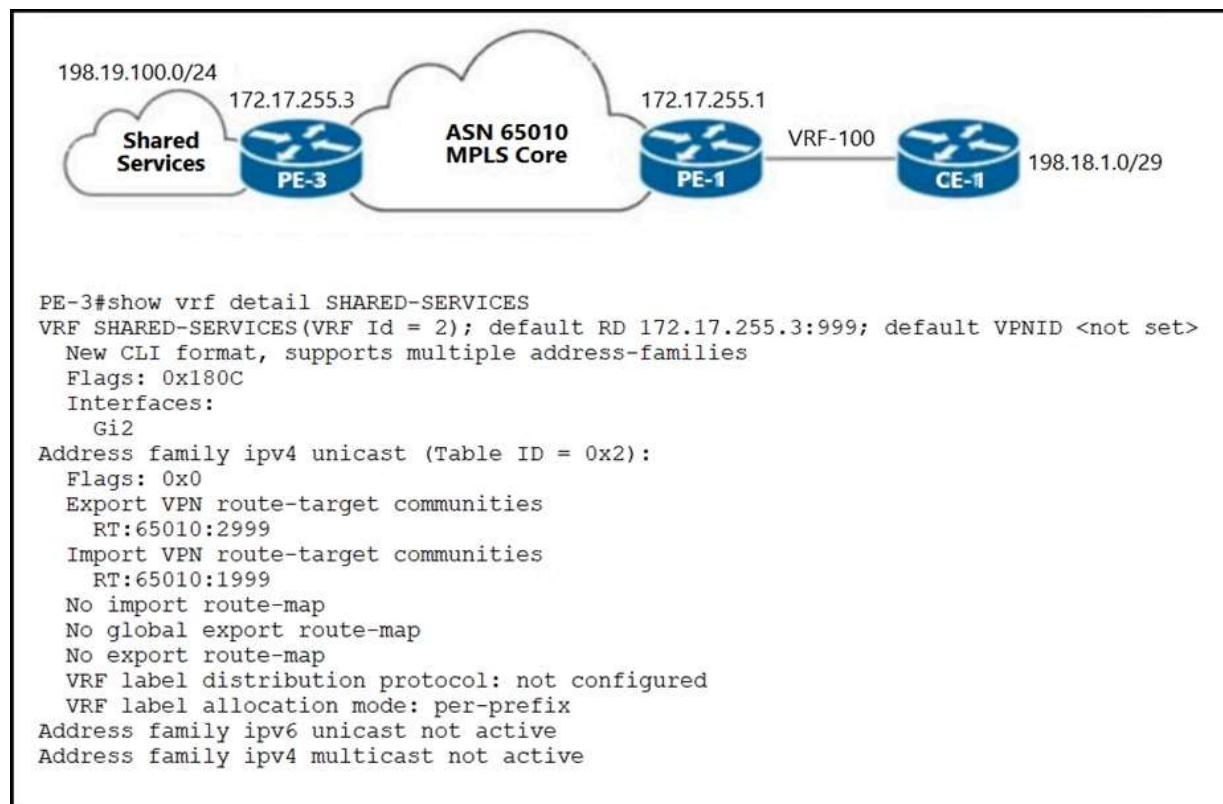 198.19.100.0/24
172.17.255.3
172.17.255.1
Shared
Services
ASN 65010
MPLS Core
VRF-100
198.18.1.0/29
PE-3
PE-1
CE-1
PE-3#show vrf detail SHARED-SERVICES
VRF SHARED-SERVICES(VRF Id = 2); default RD 172.17.255.3:999; default VPNID <not set>
New CLI format, supports multiple address-families
Flags: 0x180C
Interfaces:
Gi2
Address family ipv4 unicast (Table ID = 0x2):
Flags: 0x0
Export VPN route-target communities
RT:65010:2999
Import VPN route-target communities
RT:65010:1999
No import route-map
No global export route-map
No export route-map
VRF label distribution protocol: not configured
VRF label allocation mode: per-prefix
Address family ipv6 unicast not active
Address family ipv4 multicast not active